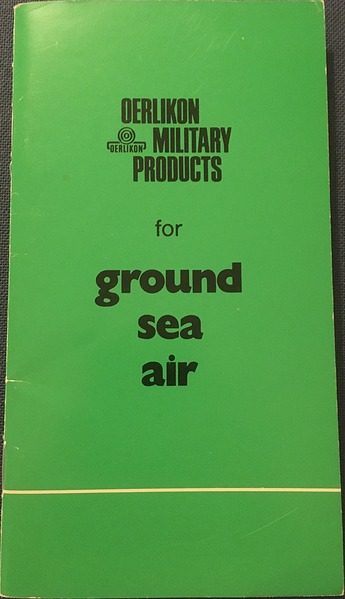 OERLIKON
OERLIKON MILITARY
PRODUCTS
for
ground
sea
air